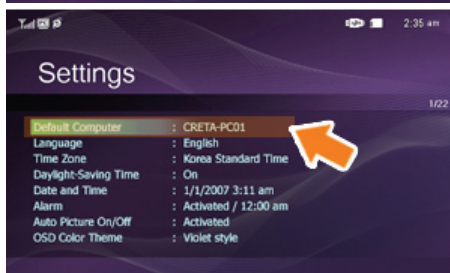 2:35 am
Settings
1/22
Default Computer : CRETA-PC01
Language : English
Time Zone : Korea Standard Time
Daylight-Saving Time : On
Date and Time : 1/1/2007 3:11 am
Alarm : Activated / 12:00 am
Auto Picture On/Off : Activated
OSD Color Theme : Violet style